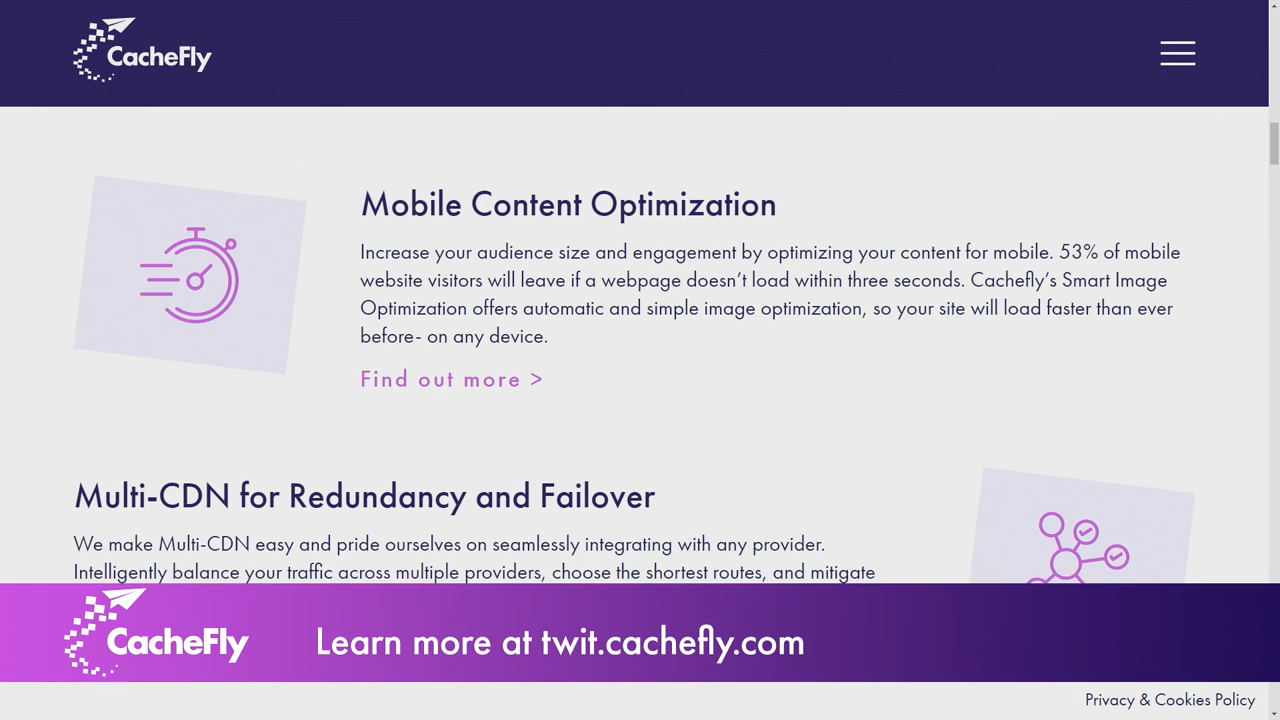 CacheFly
Mobile Content Optimization
Increase your audience size and engagement by optimizing your content for mobile. 53% of mobile
website visitors will leave if a webpage doesn't load within three seconds. Cachefly's Smart Image
Optimization offers automatic and simple image optimization, so your site will load faster than ever
before- on any device.
Find out more >
Multi-CDN for Redundancy and Failover
We make Multi-CDN easy and pride ourselves on seamlessly integrating with any provider.
Intelligently balance your traffic across multiple providers, choose the shortest routes, and mitigate
CacheFly
Learn more at twit.cachefly.com
Privacy & Cookies Policy